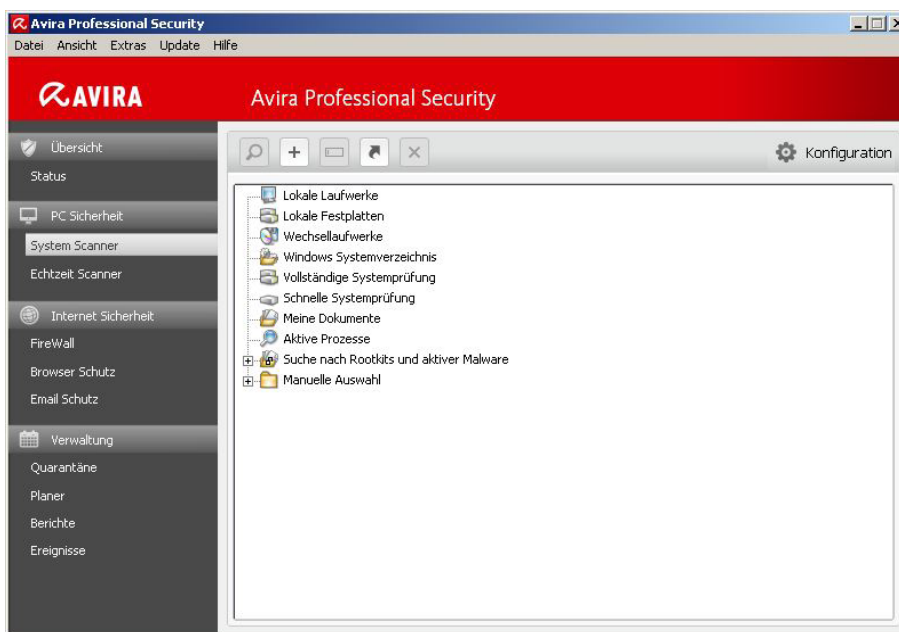 Avira Professional Security
Datei Ansicht Extras Update Hilfe
AVIRA
Avira Professional Security
Übersicht
Status
PC Sicherheit
System Scanner
Echtzeit Scanner
Internet Sicherheit
FireWall
Browser Schutz
Email Schutz
Verwaltung
Quarantäne
Planer
Berichte
Ereignisse
Konfiguration
Lokale Laufwerke
Lokale Festplatten
Wechsellaufwerke
Windows Systemverzeichnis
Vollständige Systemprüfung
Schnelle Systemprüfung
Meine Dokumente
Aktive Prozesse
Suche nach Rootkits und aktiver Malware
Manuelle Auswahl